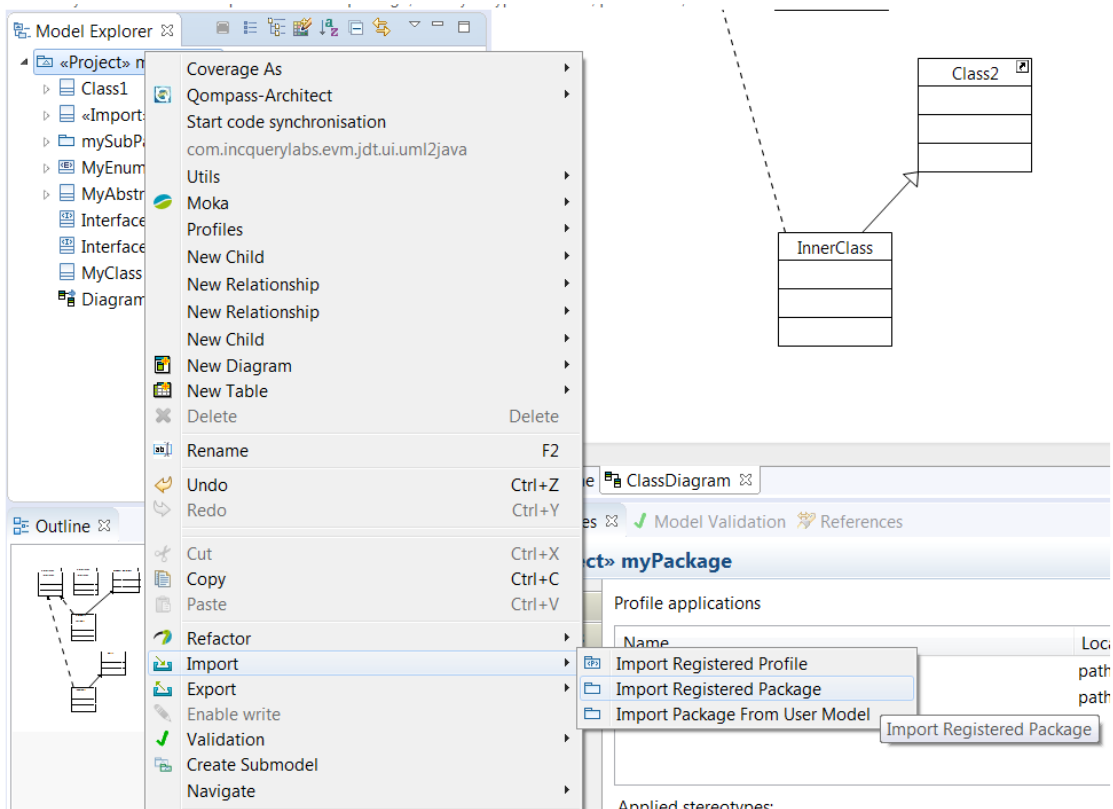 Model Explorer
«Project» m
Class1
«Import
mySubPa
MyEnum
MyAbstr
Interface
Interface
MyClass
Diagram
Coverage As
Qompass-Architect
Start code synchronisation
com.incquerylabs.evm.jdt.ui.uml2java
Utils
Moka
Profiles
New Child
New Relationship
New Relationship
New Child
New Diagram
New Table
Delete Delete
Rename F2
Undo Ctrl+Z
Redo Ctrl+Y
Cut Ctrl+X
Copy Ctrl+C
Paste Ctrl+V
Refactor
Import
Export
Enable write
Validation
Create Submodel
Navigate
Import Registered Profile
Import Registered Package
Import Package From User Model
Import Registered Package
Class2
InnerClass
ClassDiagram
Outline
es Model Validation References
ct» myPackage
Profile applications
Name Loca
path
path
Applied stereotypes: